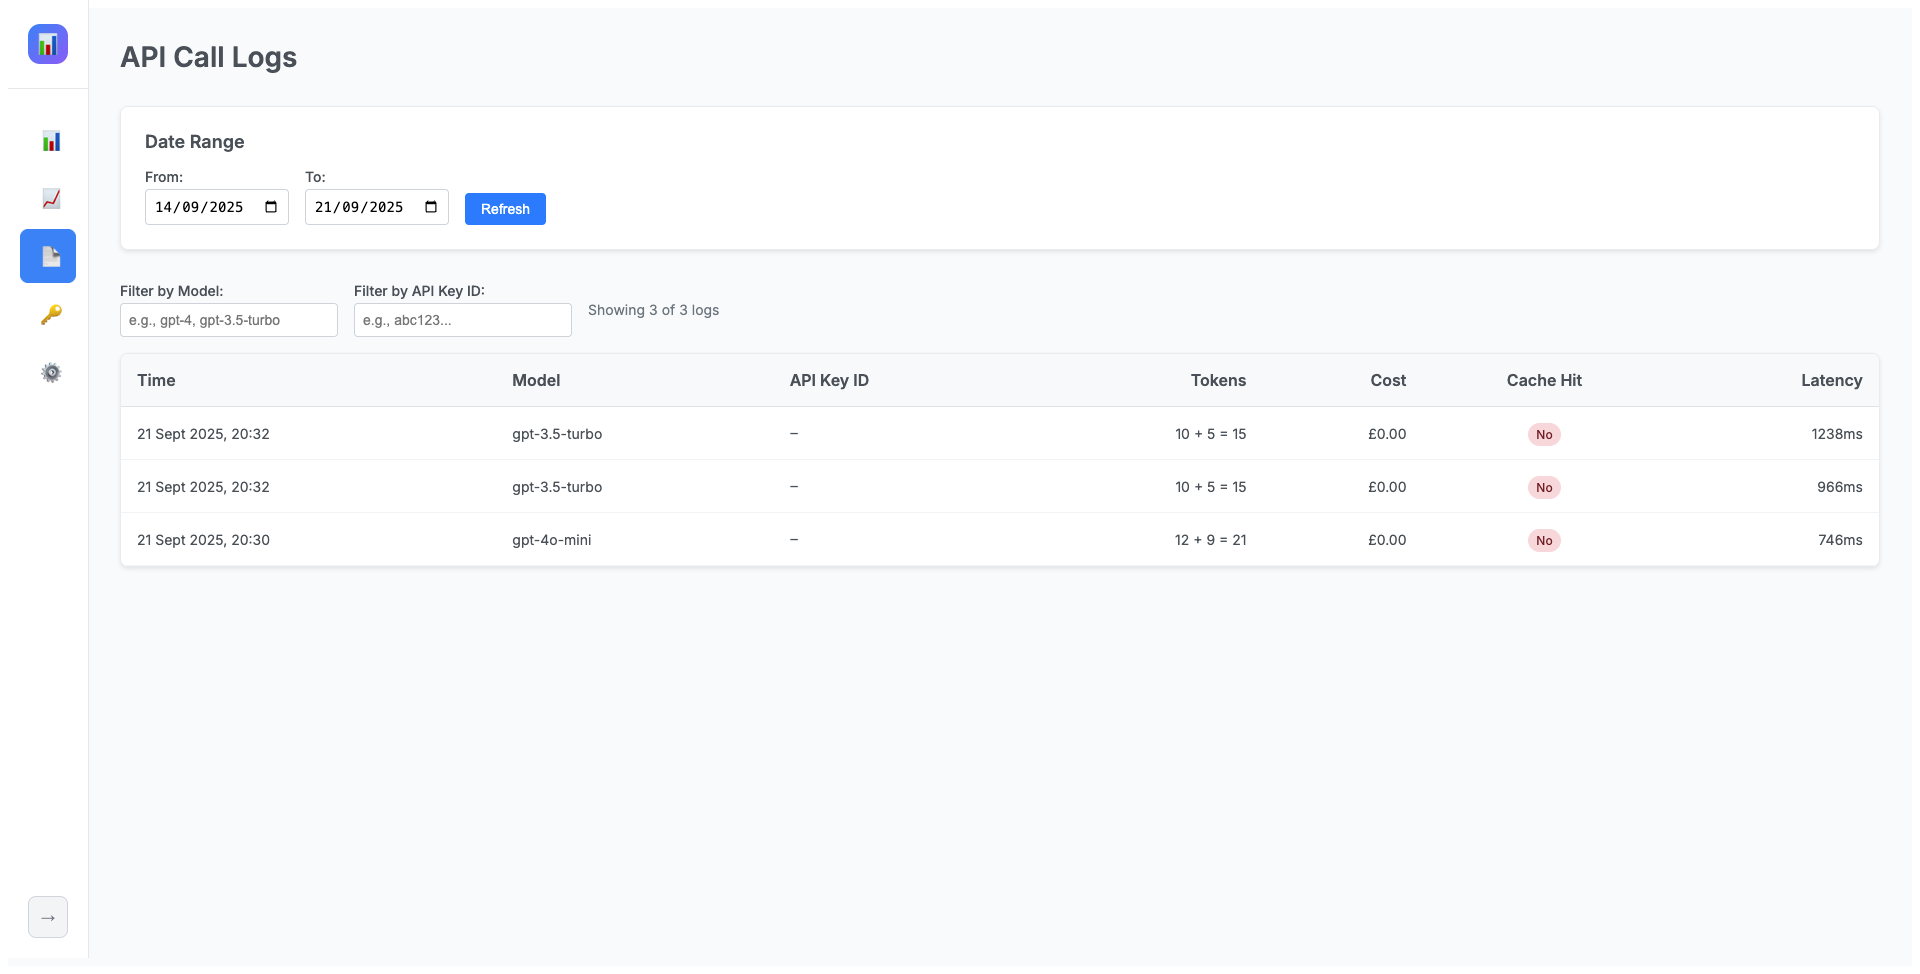 API Call Logs
Date Range
From: To:
14/09/2025 21/09/2025 Refresh
Filter by Model: Filter by API Key ID:
e.g., gpt-4, gpt-3.5-turbo e.g., abc123... Showing 3 of 3 logs
Time Model API Key ID Tokens Cost Cache Hit Latency
21 Sept 2025, 20:32 gpt-3.5-turbo – 10 + 5 = 15 £0.00 No 1238ms
21 Sept 2025, 20:32 gpt-3.5-turbo – 10 + 5 = 15 £0.00 No 966ms
21 Sept 2025, 20:30 gpt-4o-mini – 12 + 9 = 21 £0.00 No 746ms
→